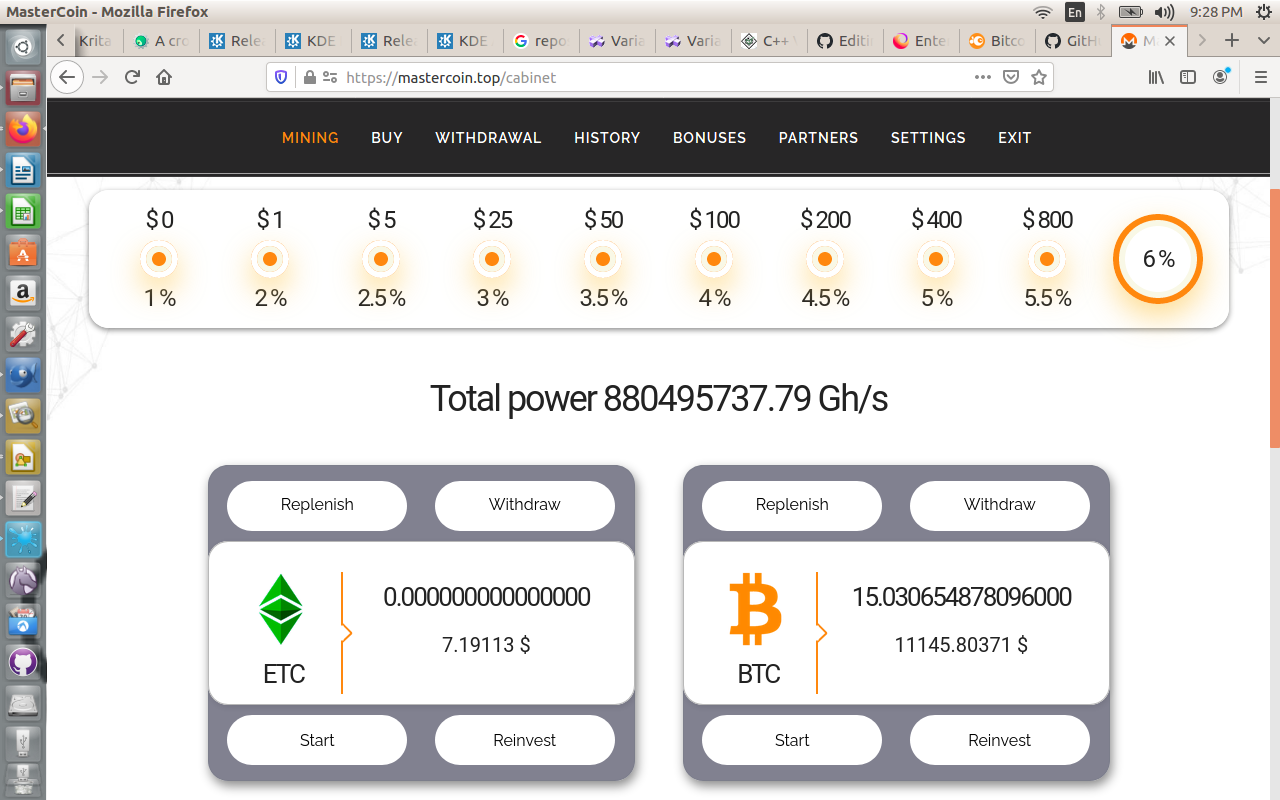 MasterCoin - Mozilla Firefox
En
9:28 PM
Krita
A cro
Rele
KDE
Rele
KDE
repo
Varia
Varia
C++
Editi
Ente
Bitco
GitH
M
https://mastercoin.top/cabinet
MINING BUY WITHDRAWAL HISTORY BONUSES PARTNERS SETTINGS EXIT
$0 $1 $5 $25 $50 $100 $200 $400 $800
6%
1% 2% 2.5% 3% 3.5% 4% 4.5% 5% 5.5%
Total power 880495737.79 Gh/s
Replenish Withdraw
0.000000000000000
7.19113 $
ETC
Start Reinvest
Replenish Withdraw
15.030654878096000
11145.80371 $
BTC
Start Reinvest